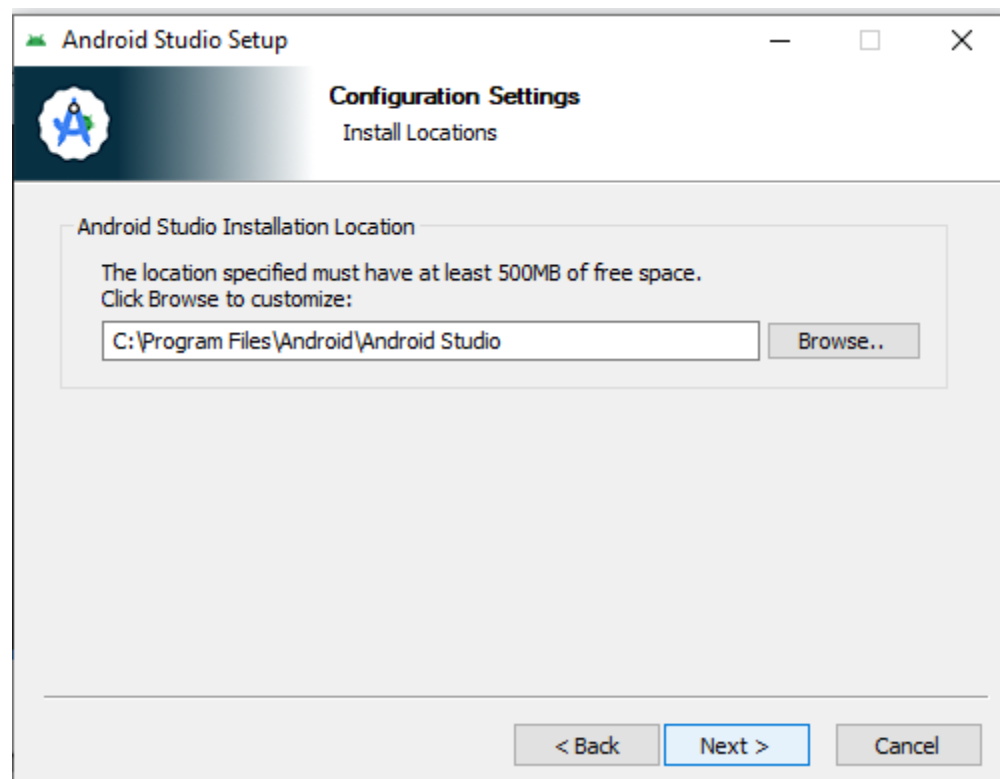 Android Studio Setup
Configuration Settings
Install Locations
Android Studio Installation Location
The location specified must have at least 500MB of free space.
Click Browse to customize:
C:\Program Files\Android\Android Studio
Browse..
< Back
Next >
Cancel